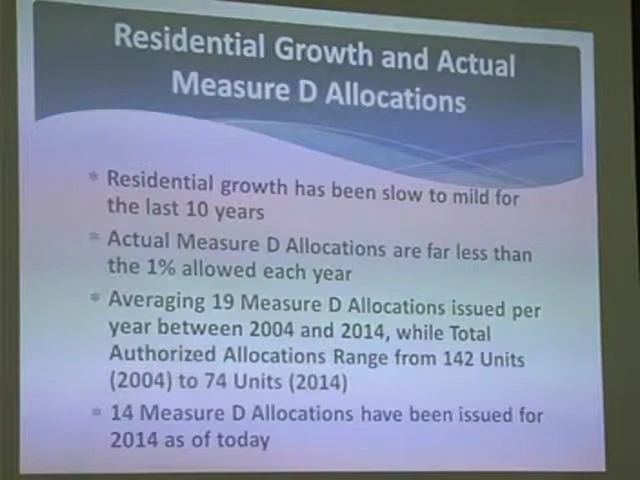 Residential Growth and Actual
Measure D Allocations
* Residential growth has been slow to mild for
the last 10 years
* Actual Measure D Allocations are far less than
the 1% allowed each year
* Averaging 19 Measure D Allocations issued per
year between 2004 and 2014, while Total
Authorized Allocations Range from 142 Units
(2004) to 74 Units (2014)
* 14 Measure D Allocations have been issued for
2014 as of today